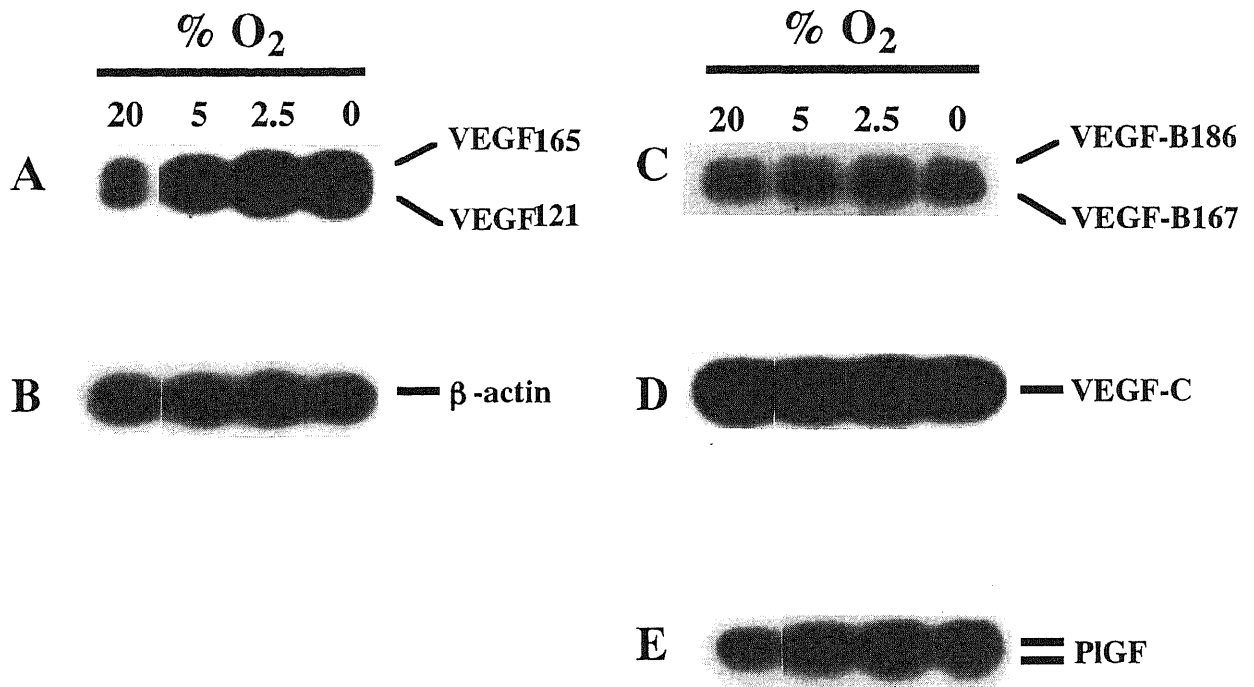 % O2
20 5 2.5 0
A
VEGF165
VEGF121
B
β-actin
% O2
20 5 2.5 0
C
VEGF-B186
VEGF-B167
D
VEGF-C
E
PlGF